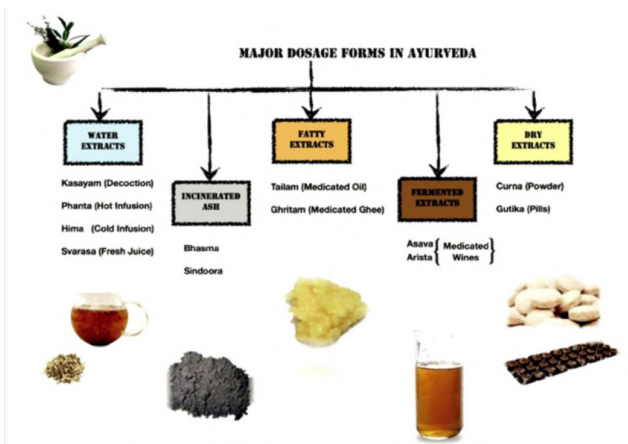 MAJOR DOSAGE FORMS IN AYURVEDA
WATER
EXTRACTS
Kasayam (Decoction)
Phanta (Hot Infusion)
Hima (Cold Infusion)
Svarasa (Fresh Juice)
INCINERATED
ASH
Bhasma
Sindoora
FATTY
EXTRACTS
Tailam (Medicated Oil)
Ghritam (Medicated Ghee)
FERMENTED
EXTRACTS
Asava
Arista
Medicated
Wines
DRY
EXTRACTS
Curna (Powder)
Gutika (Pills)